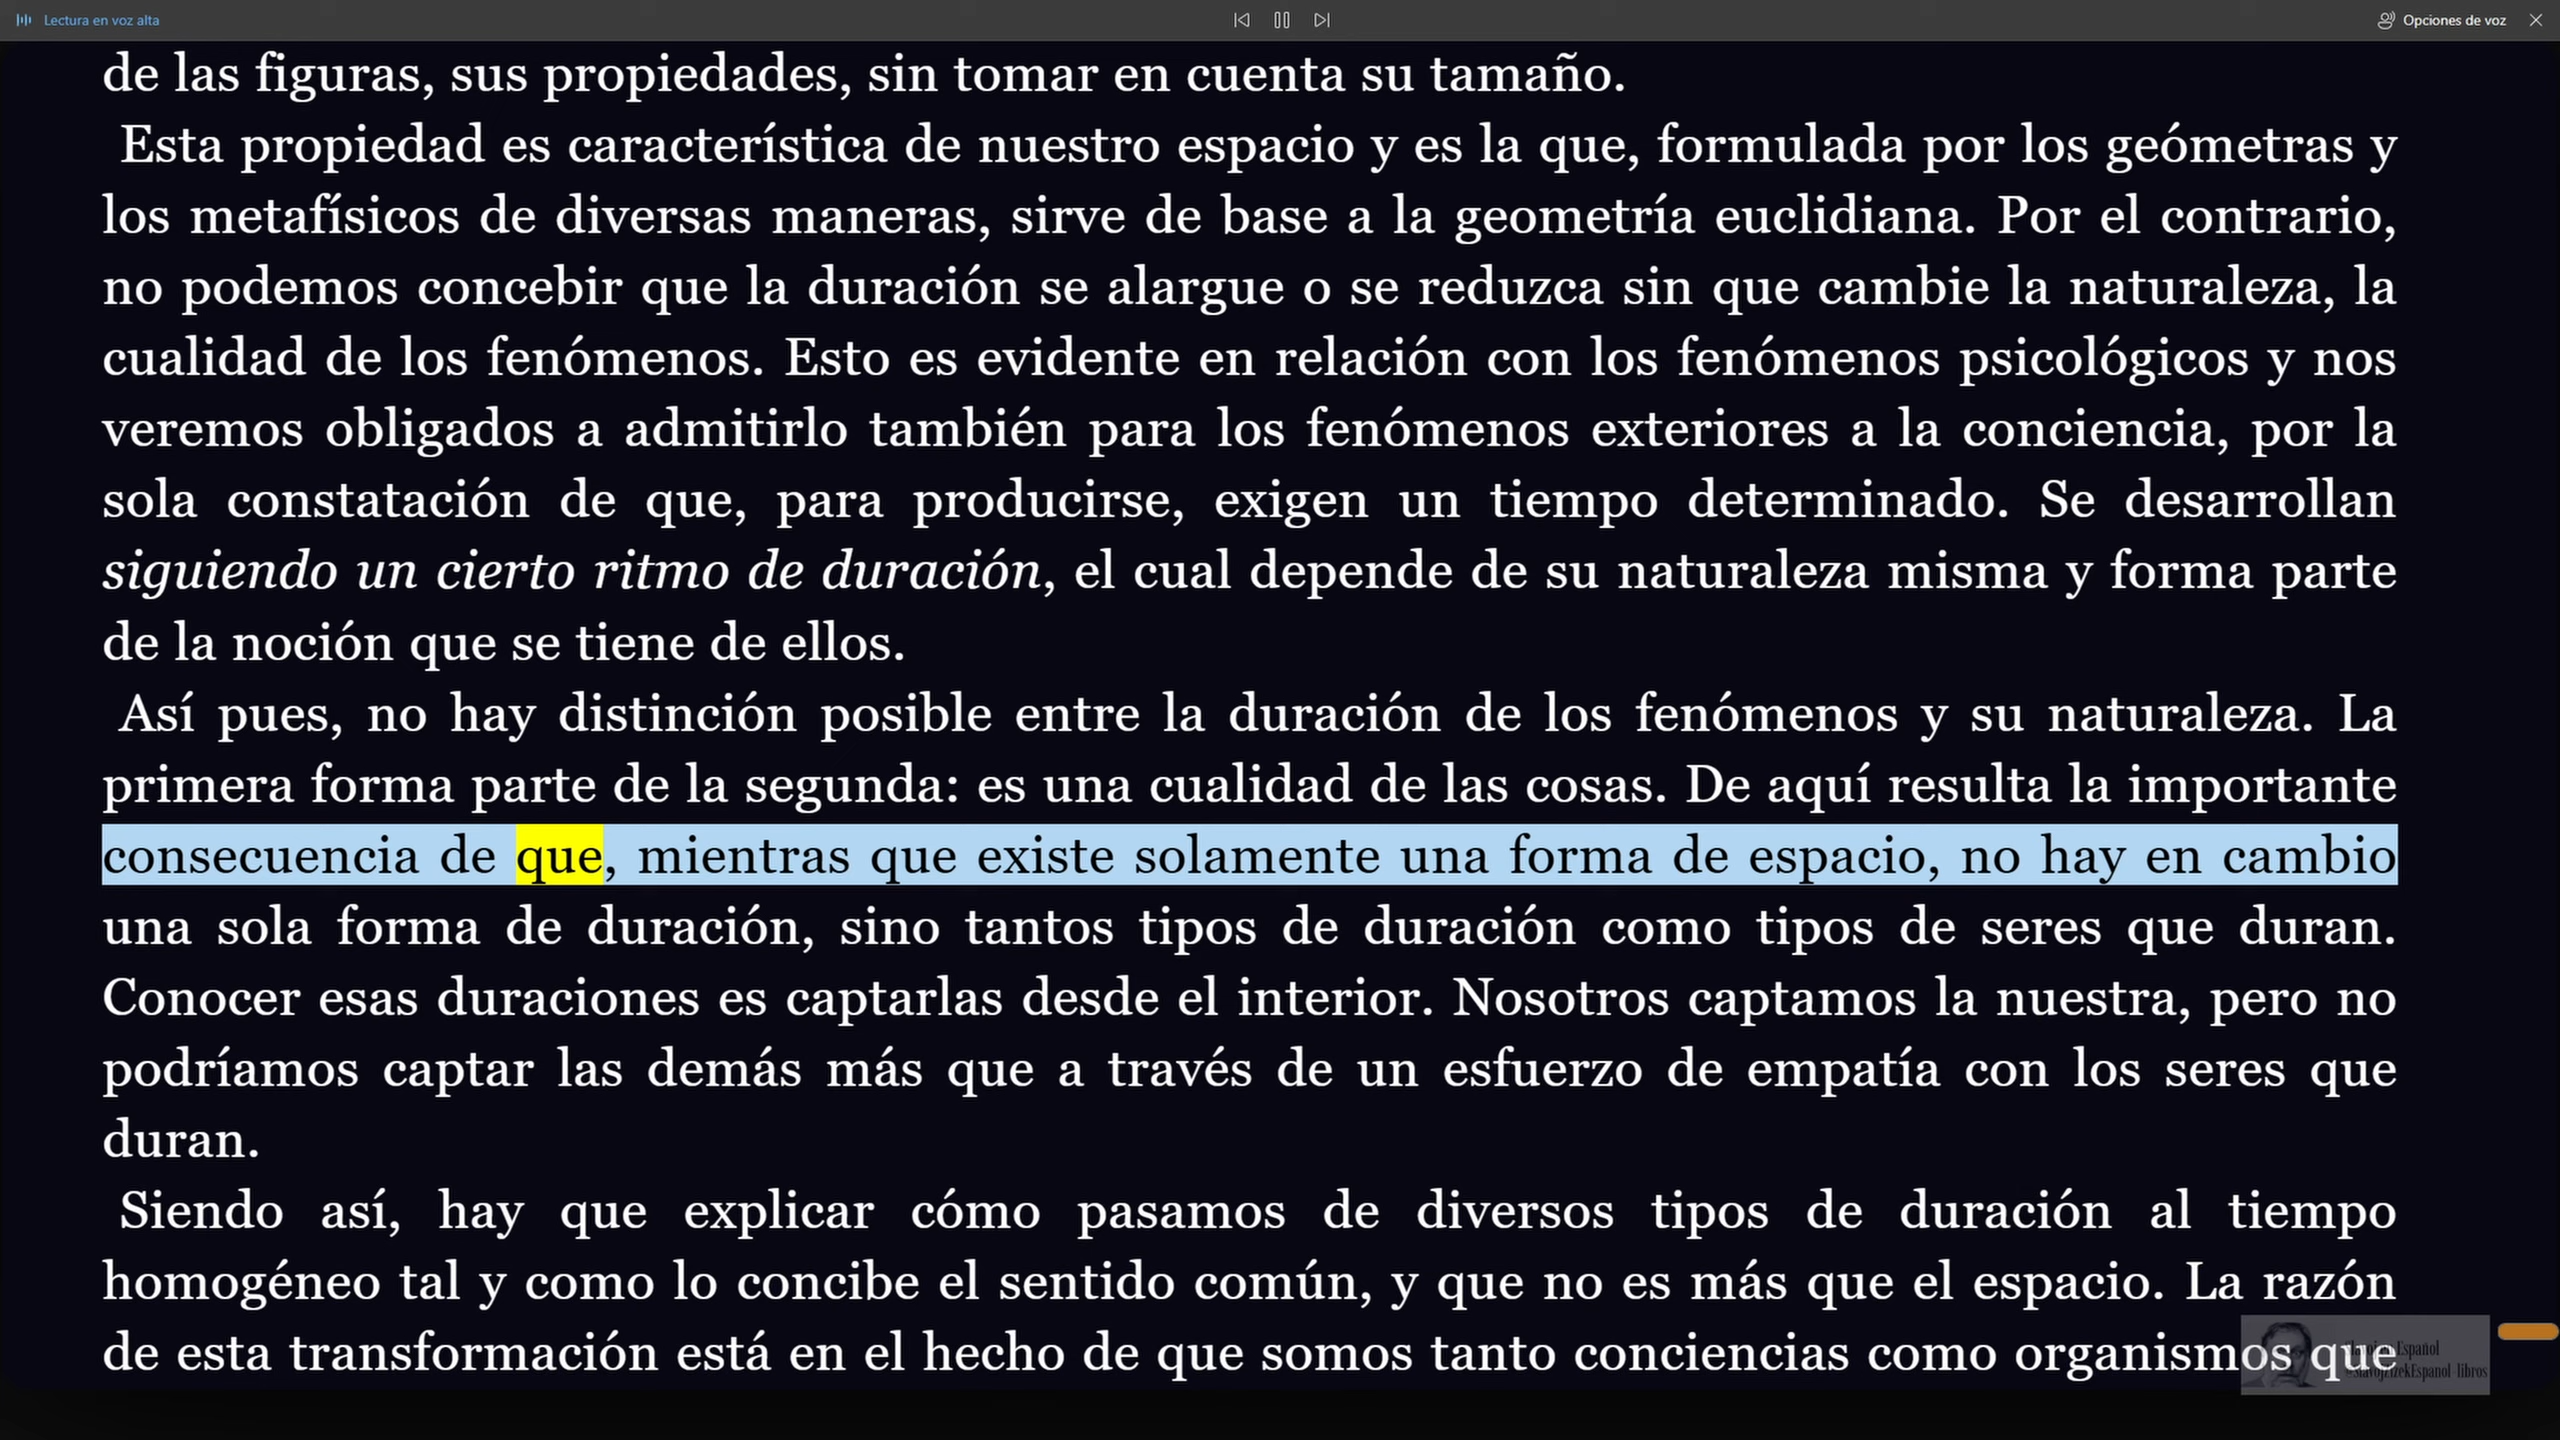 Lectura en voz alta
Opciones de voz
de las figuras, sus propiedades, sin tomar en cuenta su tamaño.
Esta propiedad es característica de nuestro espacio y es la que, formulada por los geómetras y
los metafísicos de diversas maneras, sirve de base a la geometría euclidiana. Por el contrario,
no podemos concebir que la duración se alargue o se reduzca sin que cambie la naturaleza, la
cualidad de los fenómenos. Esto es evidente en relación con los fenómenos psicológicos y nos
veremos obligados a admitirlo también para los fenómenos exteriores a la conciencia, por la
sola constatación de que, para producirse, exigen un tiempo determinado. Se desarrollan
siguiendo un cierto ritmo de duración, el cual depende de su naturaleza misma y forma parte
de la noción que se tiene de ellos.
Así pues, no hay distinción posible entre la duración de los fenómenos y su naturaleza. La
primera forma parte de la segunda: es una cualidad de las cosas. De aquí resulta la importante
consecuencia de que, mientras que existe solamente una forma de espacio, no hay en cambio
una sola forma de duración, sino tantos tipos de duración como tipos de seres que duran.
Conocer esas duraciones es captarlas desde el interior. Nosotros captamos la nuestra, pero no
podríamos captar las demás más que a través de un esfuerzo de empatía con los seres que
duran.
Siendo así, hay que explicar cómo pasamos de diversos tipos de duración al tiempo
homogéneo tal y como lo concibe el sentido común, y que no es más que el espacio. La razón
de esta transformación está en el hecho de que somos tanto conciencias como organismos que
Español